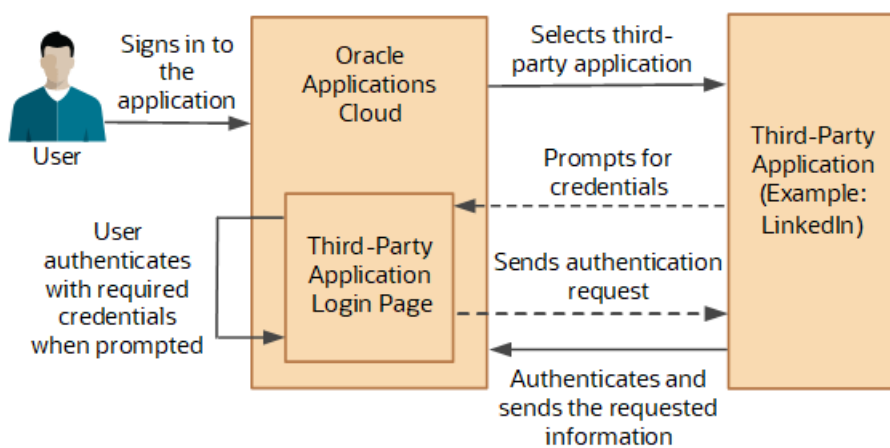 Signs in to
the
application
User
Oracle
Applications
Cloud
Selects third-
party application
Third-Party
Application
(Example:
LinkedIn)
Prompts for
credentials
User
authenticates
with required
credentials
when prompted
Third-Party
Application
Login Page
Sends authentication
request
Authenticates and
sends the requested
information